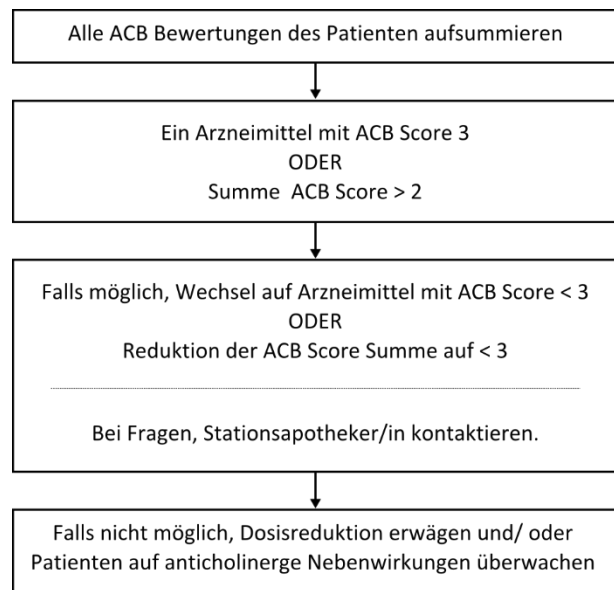 Alle ACB Bewertungen des Patienten aufsummieren
Ein Arzneimittel mit ACB Score 3
ODER
Summe ACB Score > 2
Falls möglich, Wechsel auf Arzneimittel mit ACB Score < 3
ODER
Reduktion der ACB Score Summe auf < 3
Bei Fragen, Stationsapotheker/in kontaktieren.
Falls nicht möglich, Dosisreduktion erwägen und/ oder
Patienten auf anticholinerge Nebenwirkungen überwachen